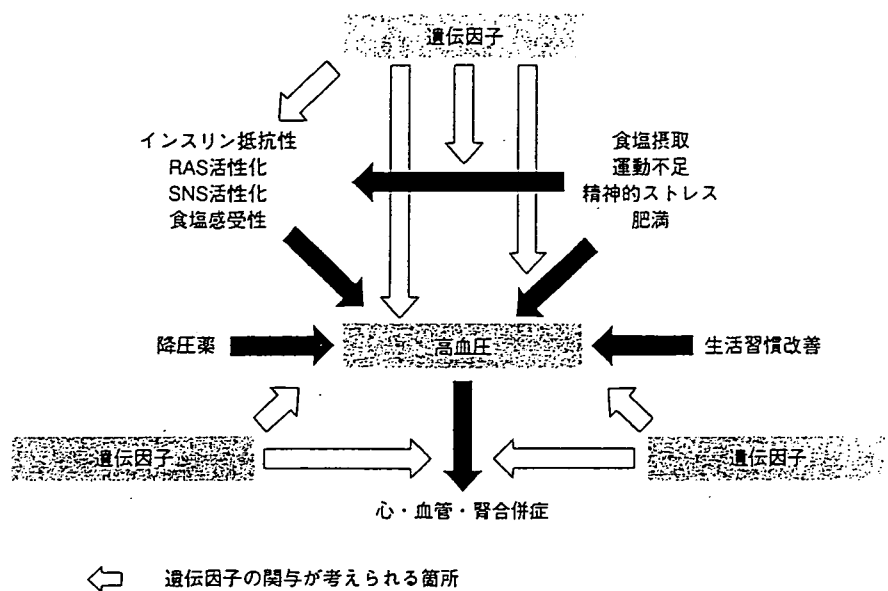 遺伝因子
インスリン抵抗性
RAS活性化
SNS活性化
食塩感受性
食塩摂取
運動不足
精神的ストレス
肥満
降圧薬
高血圧
生活習慣改善
遺伝因子
遺伝因子
心・血管・腎合併症
遺伝因子の関与が考えられる箇所